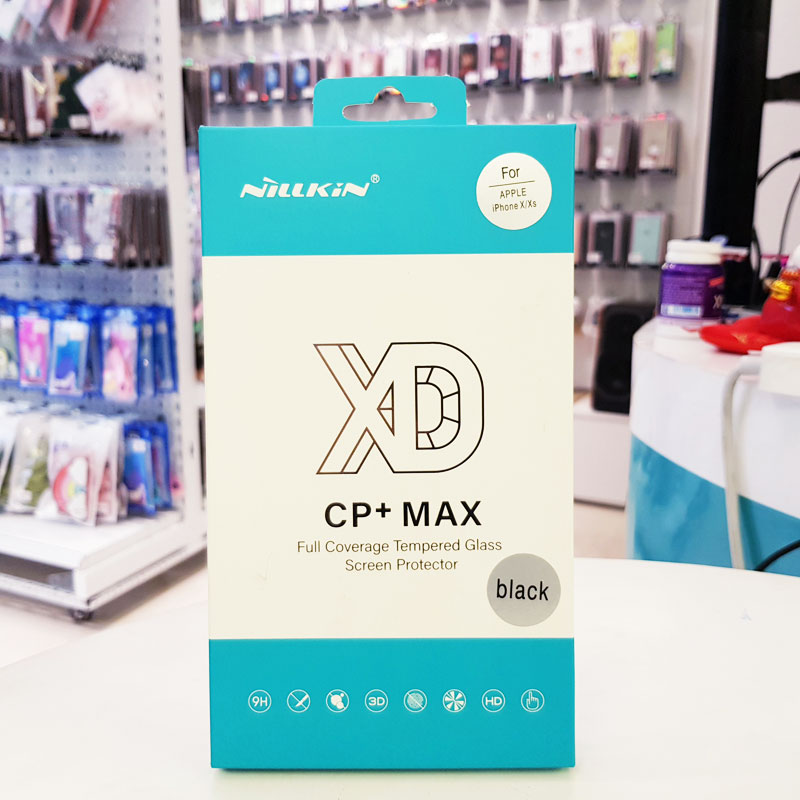 NiLLKiN®
For
APPLE
iPhone X/Xs
XD
CP+ MAX
Full Coverage Tempered Glass
Screen Protector
black
9H
3D
HD